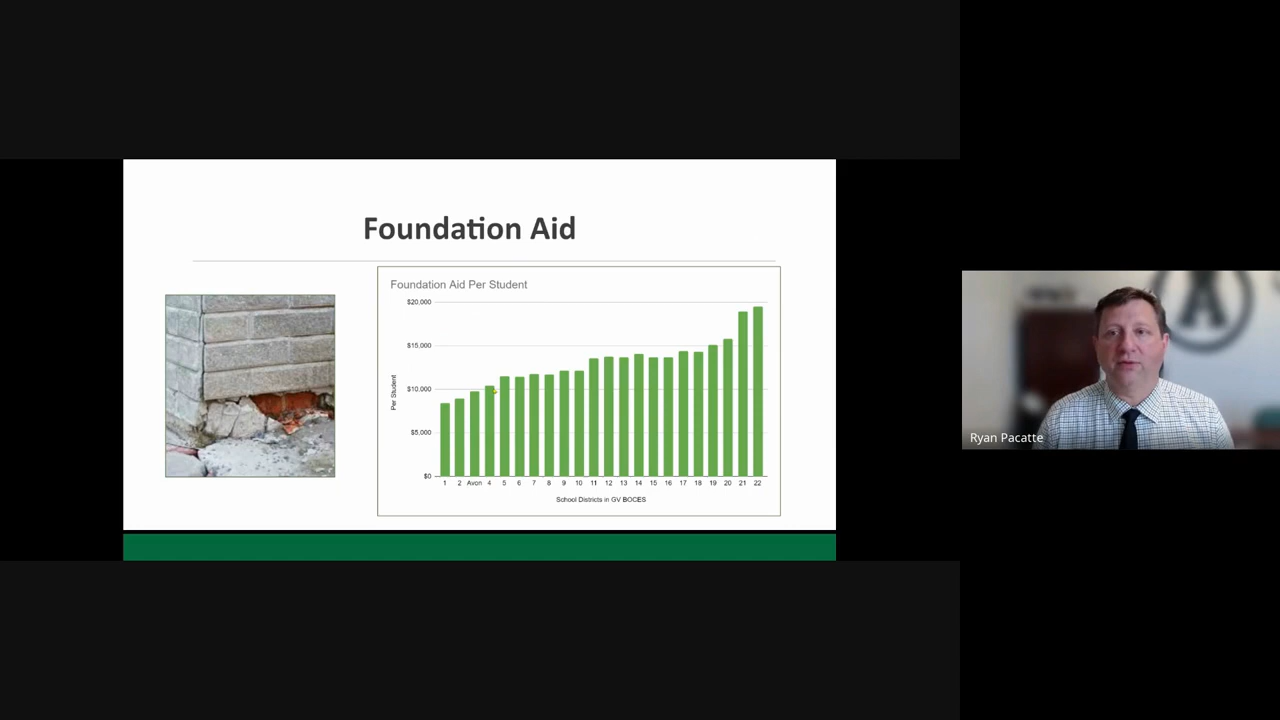 Foundation Aid
Foundation Aid Per Student
$20,000
$15,000
$10,000
$5,000
$0
Per Student
1 2 Avon 4 5 6 7 8 9 10 11 12 13 14 15 16 17 18 19 20 21 22
School Districts in GV BOCES
Ryan Pacatte
A